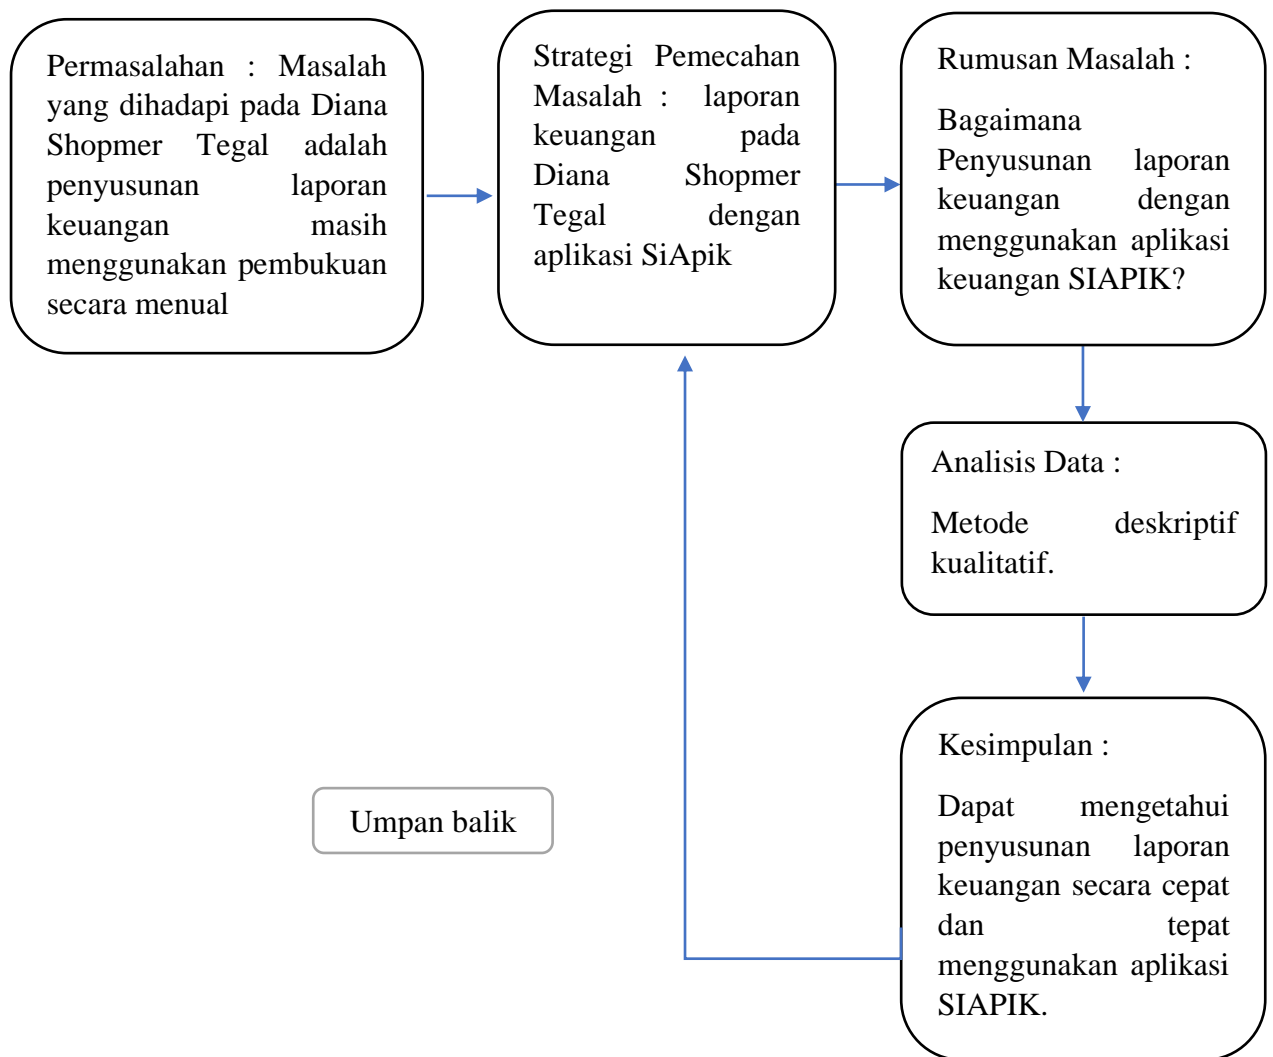 Permasalahan : Masalah
yang dihadapi pada Diana
Shopmer Tegal adalah
penyusunan laporan
keuangan masih
menggunakan pembukuan
secara menual
Strategi Pemecahan
Masalah : laporan
keuangan pada
Diana Shopmer
Tegal dengan
aplikasi SiApik
Rumusan Masalah :
Bagaimana
Penyusunan laporan
keuangan dengan
menggunakan aplikasi
keuangan SIAPIK?
Analisis Data :
Metode deskriptif
kualitatif.
Kesimpulan :
Dapat mengetahui
penyusunan laporan
keuangan secara cepat
dan tepat
menggunakan aplikasi
SIAPIK.
Umpan balik